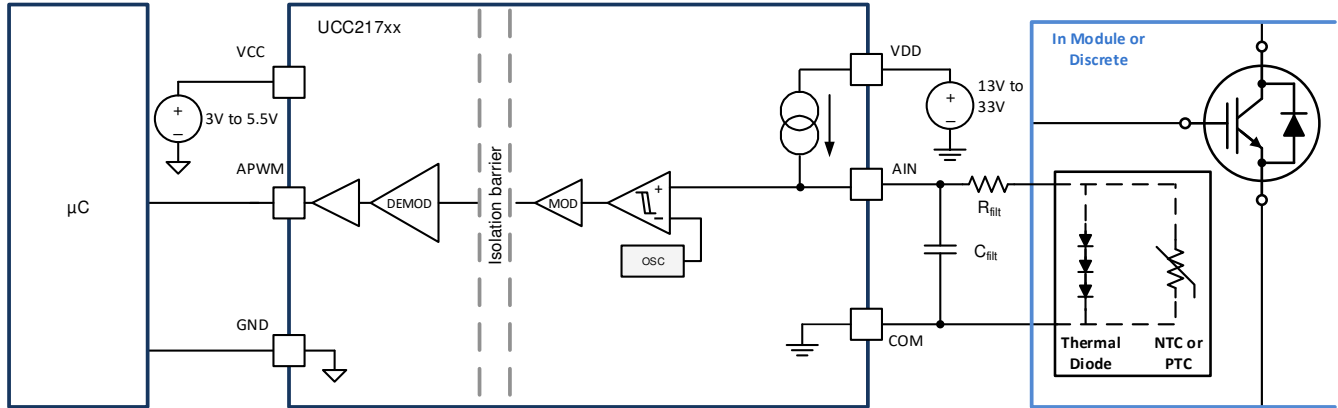 UCC217xx
In Module or
Discrete
VCC
VDD
+
−
3V to 5.5V
+
−
13V to
33V
Isolation barrier
APWM
AIN
µC
DEMOD
MOD
+
−
Rfilt
OSC
Cfilt
GND
COM
Thermal
Diode
NTC or
PTC